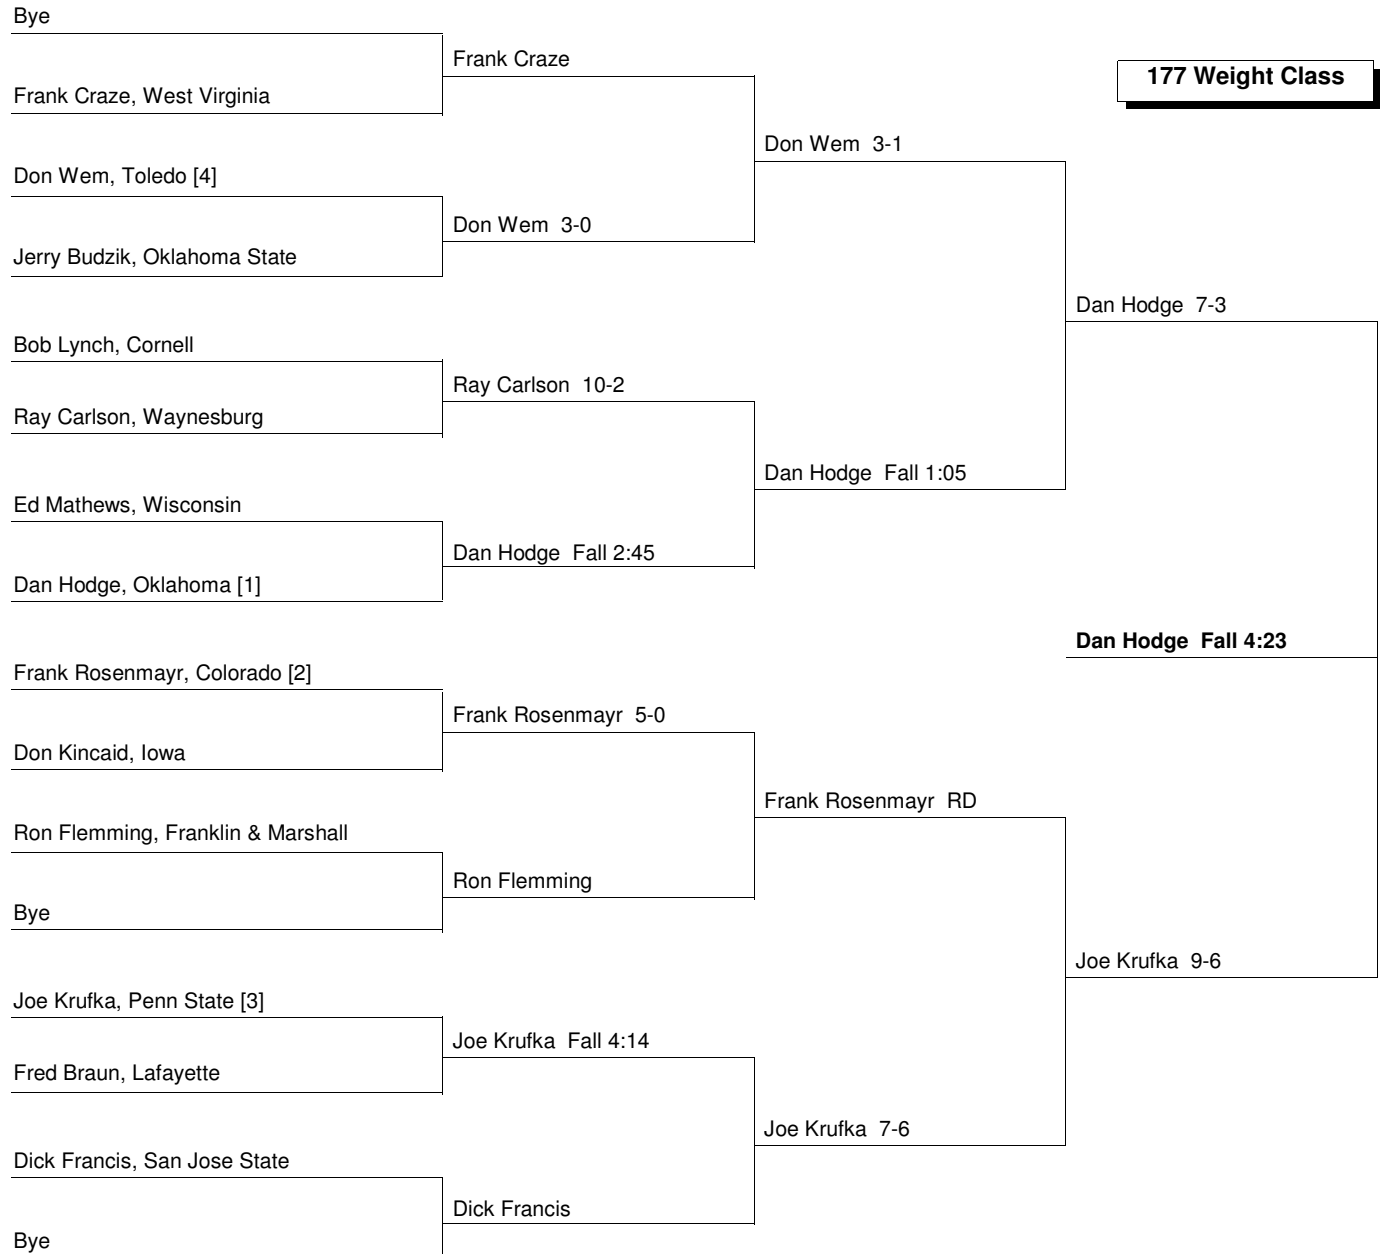 Bye
Frank Craze
177 Weight Class
Frank Craze, West Virginia
Don Wem  3-1
Don Wem, Toledo [4]
Don Wem  3-0
Jerry Budzik, Oklahoma State
Dan Hodge  7-3
Bob Lynch, Cornell
Ray Carlson  10-2
Ray Carlson, Waynesburg
Dan Hodge  Fall 1:05
Ed Mathews, Wisconsin
Dan Hodge  Fall 2:45
Dan Hodge, Oklahoma [1]
Dan Hodge  Fall 4:23
Frank Rosenmayr, Colorado [2]
Frank Rosenmayr  5-0
Don Kincaid, Iowa
Frank Rosenmayr  RD
Ron Flemming, Franklin & Marshall
Ron Flemming
Bye
Joe Krufka  9-6
Joe Krufka, Penn State [3]
Joe Krufka  Fall 4:14
Fred Braun, Lafayette
Joe Krufka  7-6
Dick Francis, San Jose State
Dick Francis
Bye